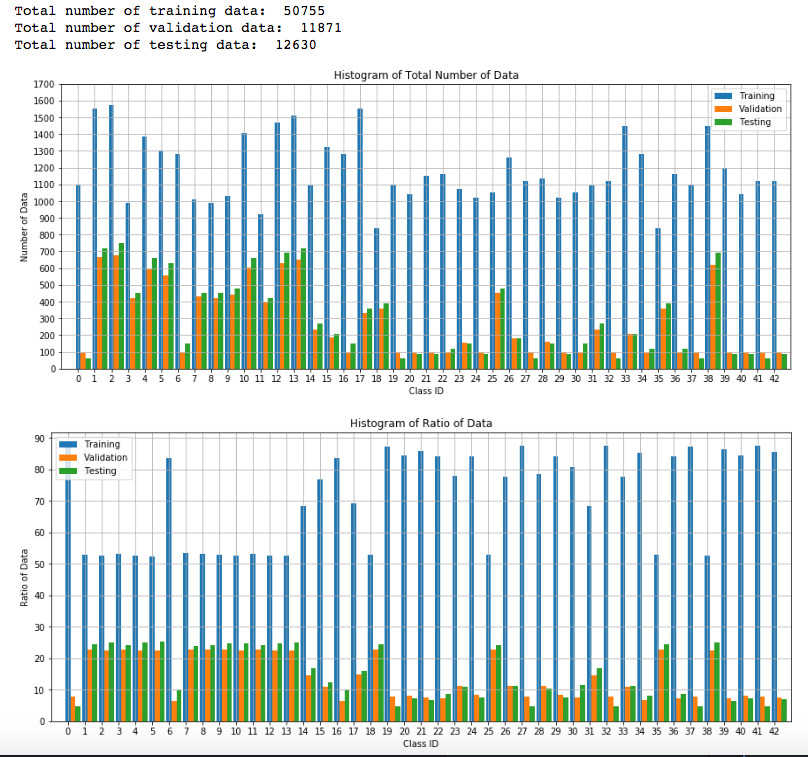 Total number of training data:  50755
Total number of validation data:  11871
Total number of testing data:  12630
Histogram of Total Number of Data
1700
1600
1500
1400
1300
1200
1100
1000
900
800
700
600
500
400
300
200
100
0
Number of Data
Training
Validation
Testing
0 1 2 3 4 5 6 7 8 9 10 11 12 13 14 15 16 17 18 19 20 21 22 23 24 25 26 27 28 29 30 31 32 33 34 35 36 37 38 39 40 41 42
Class ID
Histogram of Ratio of Data
90
80
70
60
50
40
30
20
10
0
Ratio of Data
Training
Validation
Testing
0 1 2 3 4 5 6 7 8 9 10 11 12 13 14 15 16 17 18 19 20 21 22 23 24 25 26 27 28 29 30 31 32 33 34 35 36 37 38 39 40 41 42
Class ID